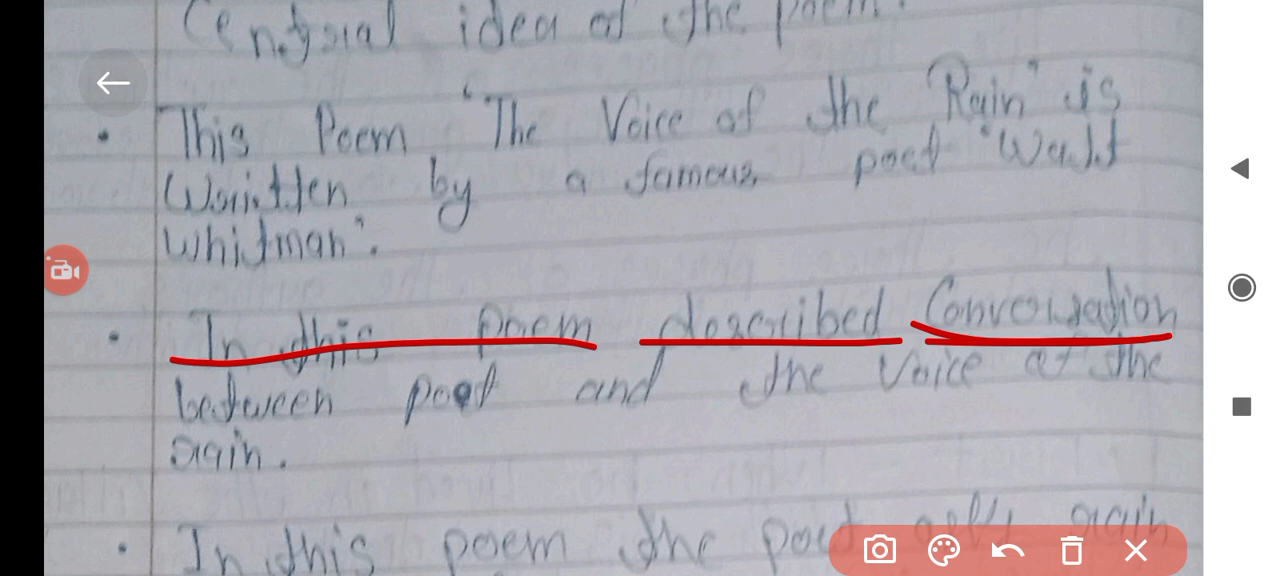 Central idea of the poem.
This Poem "The Voice of the Rain" is
Written by a famous poet "Walt
Whitman".
In this Poem described Conversation
between poet and the Voice of the
rain.
In this poem the poet rain